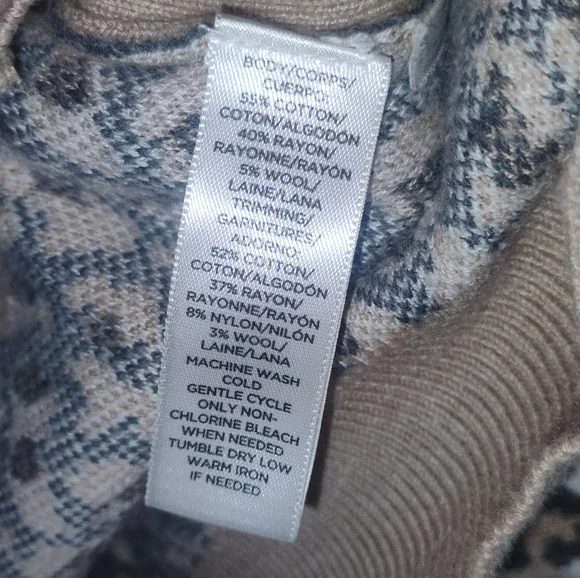 BODY/CORPS/
CUERPO:
55% COTTON/
COTON/ALGODÓN
40% RAYON/
RAYONNE/RAYÓN
5% WOOL/
LAINE/LANA
TRIMMING/
GARNITURES/
ADORNO:
52% COTTON/
COTON/ALGODÓN
37% RAYON/
RAYONNE/RAYÓN
8% NYLON/NILÓN
3% WOOL/
LAINE/LANA
MACHINE WASH
COLD
GENTLE CYCLE
ONLY NON-
CHLORINE BLEACH
WHEN NEEDED
TUMBLE DRY LOW
WARM IRON
IF NEEDED